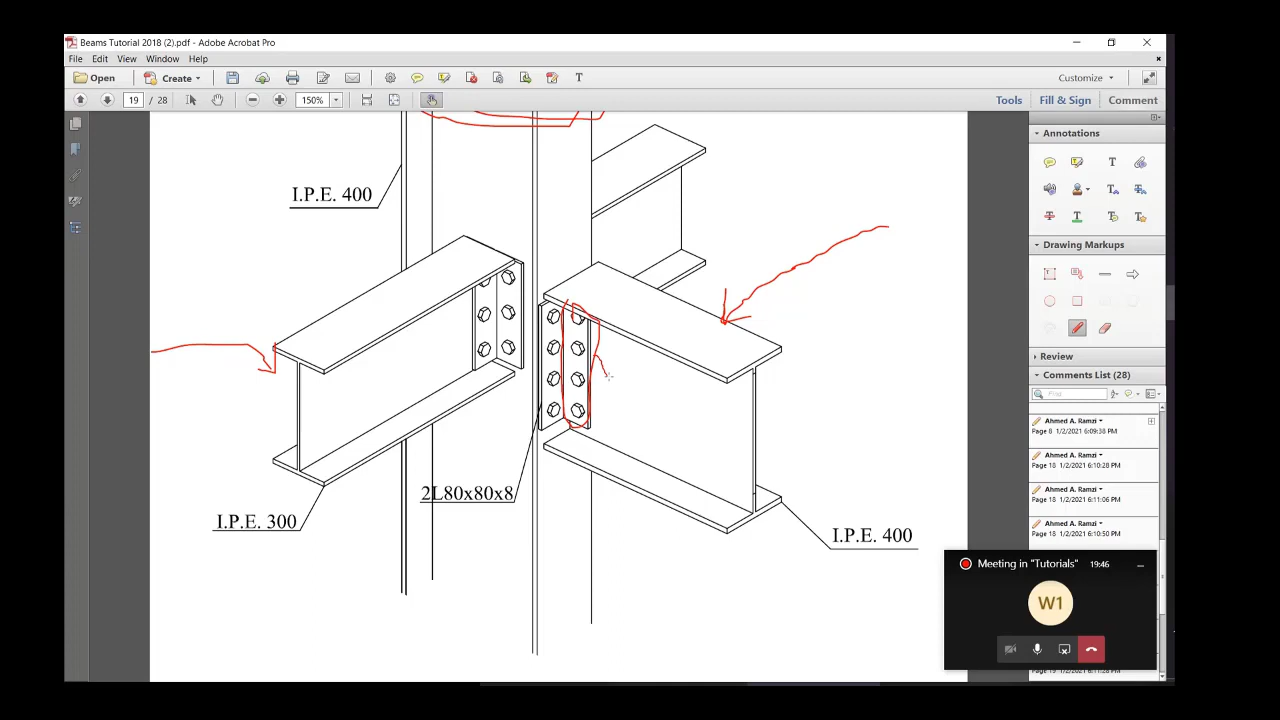 Beams Tutorial 2018 (2).pdf - Adobe Acrobat Pro
File Edit View Window Help
Open Create Customize
19 / 28 150% Tools Fill & Sign Comment
Annotations
I.P.E. 400
Drawing Markups
Review
Comments List (28)
Find
Ahmed A. Ramzi
Page 8 1/2/2021 6:09:38 PM
Ahmed A. Ramzi
Page 18 1/2/2021 6:10:28 PM
Ahmed A. Ramzi
Page 18 1/2/2021 6:11:06 PM
2L80x80x8
Ahmed A. Ramzi
Page 18 1/2/2021 6:10:50 PM
I.P.E. 300
I.P.E. 400
Meeting in "Tutorials" 19:46
W1